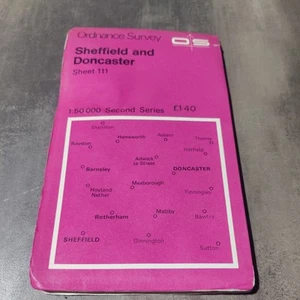 Ordnance Survey
OS
Sheffield and
Doncaster
Sheet 111
1:50 000 Second Series £1·40
Royston
Hemsworth
Askern
Thorne
Hatfield
Barnsley
Adwick
le Street
DONCASTER
Hoyland
Nether
Mexborough
Rotherham
Maltby
Bawtry
SHEFFIELD
Dinnington
Sutton